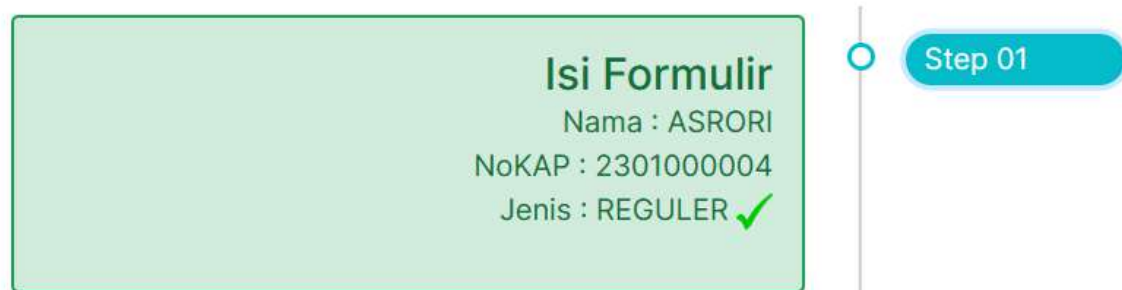 Isi Formulir
Nama : ASRORI
NoKAP : 2301000004
Jenis : REGULER
Step 01